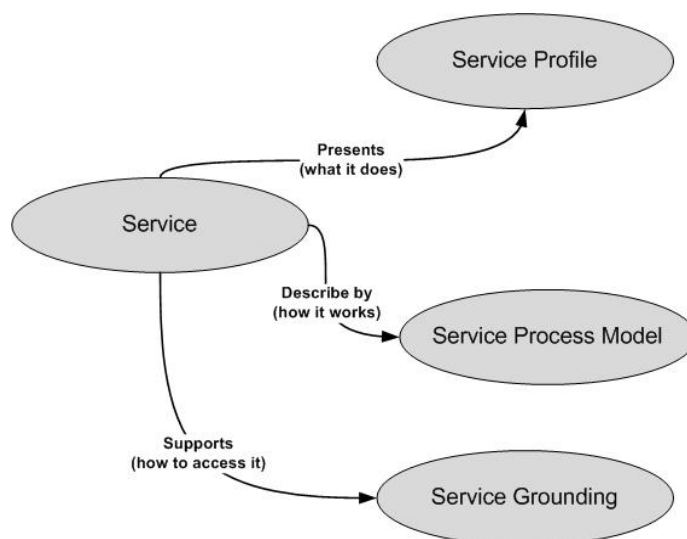 Service Profile
Presents
(what it does)
Service
Describe by
(how it works)
Service Process Model
Supports
(how to access it)
Service Grounding